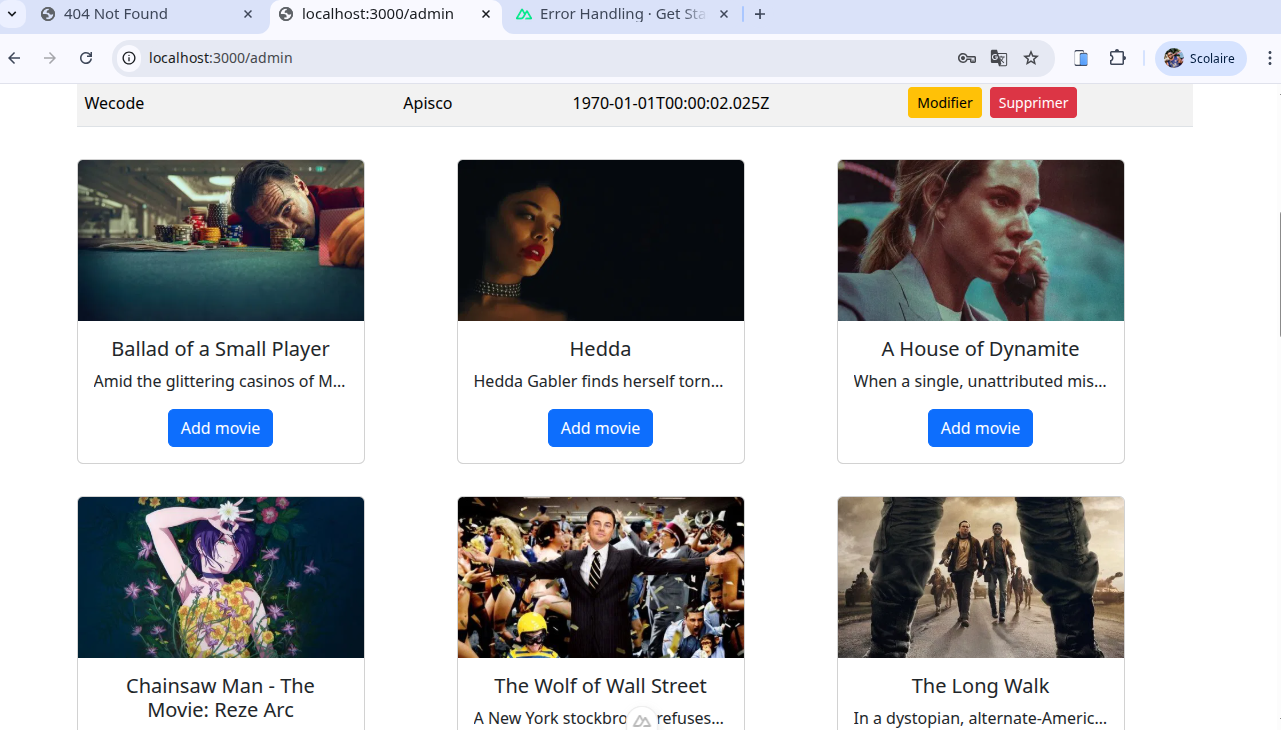 404 Not Found
localhost:3000/admin
Error Handling · Get Sta
localhost:3000/admin
Scolaire
Wecode Apisco 1970-01-01T00:00:02.025Z Modifier Supprimer
Ballad of a Small Player
Amid the glittering casinos of M...
Add movie
Hedda
Hedda Gabler finds herself torn...
Add movie
A House of Dynamite
When a single, unattributed mis...
Add movie
Chainsaw Man - The
Movie: Reze Arc
The Wolf of Wall Street
A New York stockbro refuses...
The Long Walk
In a dystopian, alternate-Americ...